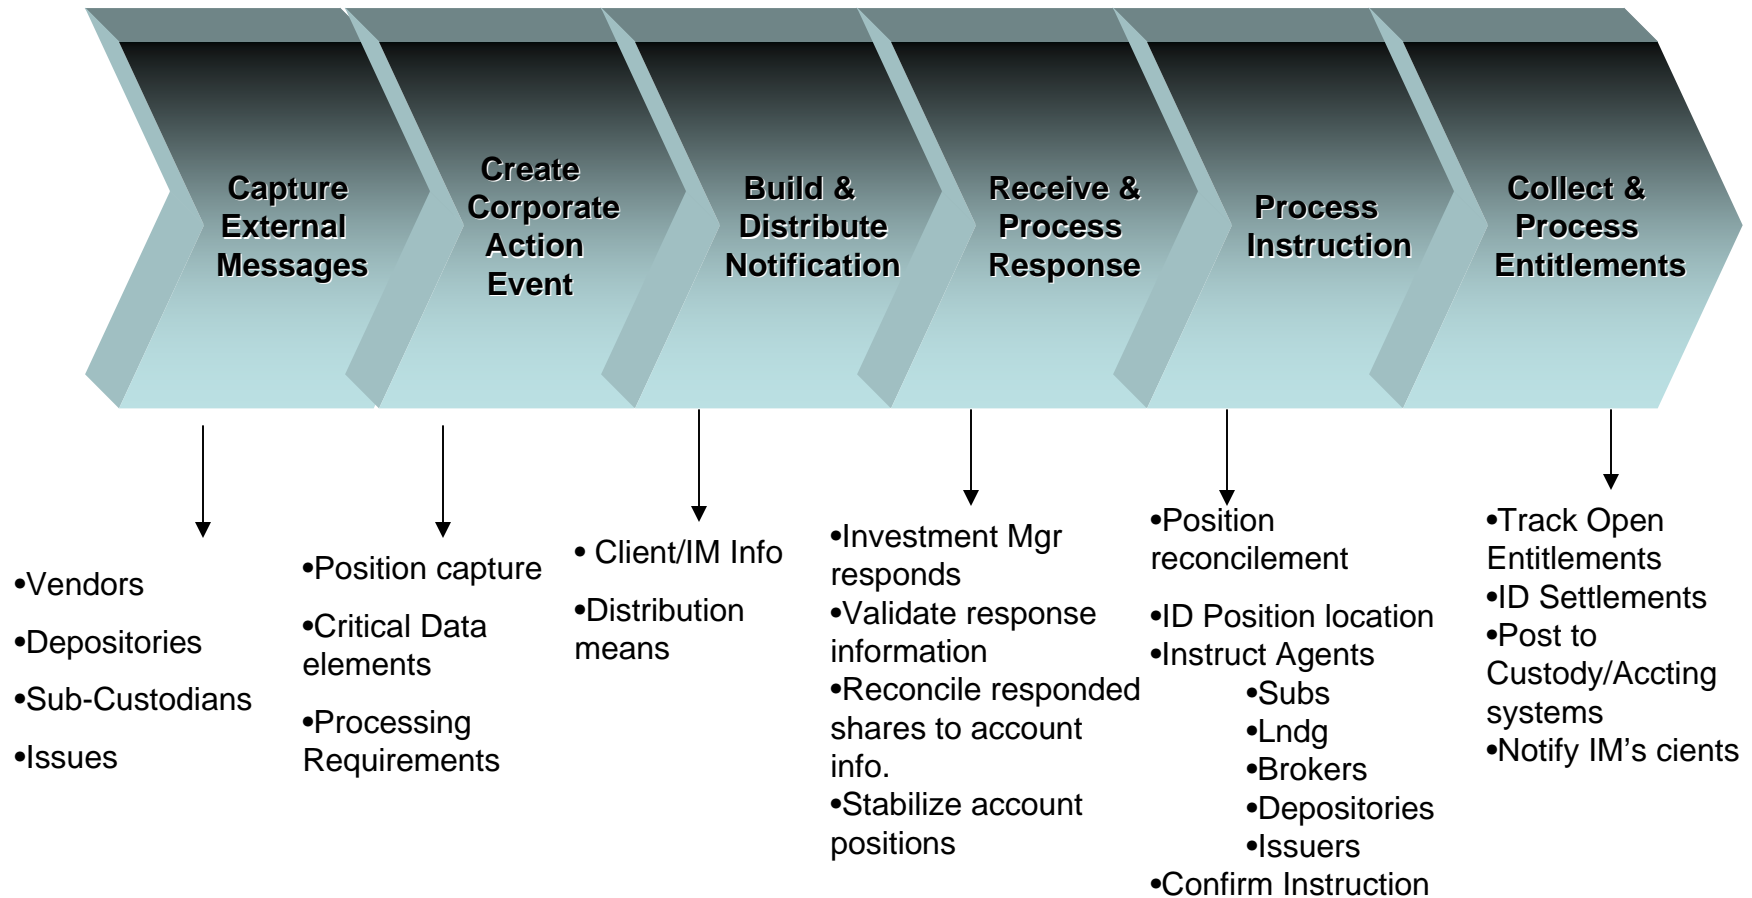 Capture
External
Messages
Create
Corporate
Action
Event
Build &
Distribute
Notification
Receive &
Process
Response
Process
Instruction
Collect &
Process
Entitlements
•Vendors
•Depositories
•Sub-Custodians
•Issues
•Position capture
•Critical Data
elements
•Processing
Requirements
• Client/IM Info
•Distribution
means
•Investment Mgr
responds
•Validate response
information
•Reconcile responded
shares to account
info.
•Stabilize account
positions
•Position
reconcilement
•ID Position location
•Instruct Agents
•Subs
•Lndg
•Brokers
•Depositories
•Issuers
•Confirm Instruction
•Track Open
Entitlements
•ID Settlements
•Post to
Custody/Accting
systems
•Notify IM’s cients